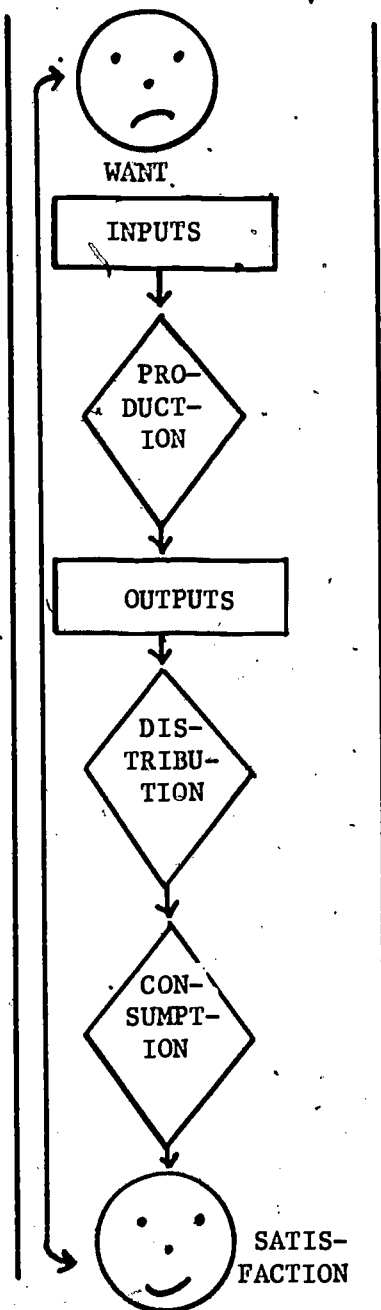 WANT
INPUTS
PRO-
DUCT-
ION
OUTPUTS
DIS-
TRIBU-
TION
CON-
SUMPT-
ION
SATIS-
FACTION